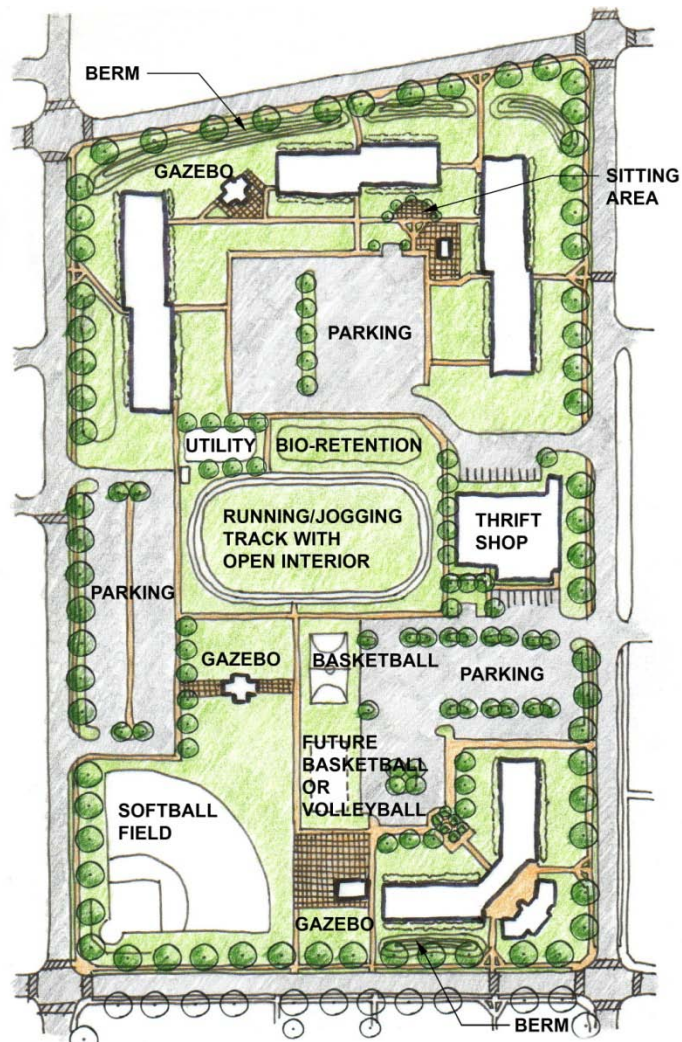 BERM
GAZEBO
SITTING
AREA
PARKING
UTILITY
BIO-RETENTION
RUNNING/JOGGING
TRACK WITH
OPEN INTERIOR
THRIFT
SHOP
PARKING
GAZEBO
BASKETBALL
PARKING
FUTURE
BASKETBALL
OR
VOLLEYBALL
SOFTBALL
FIELD
GAZEBO
BERM